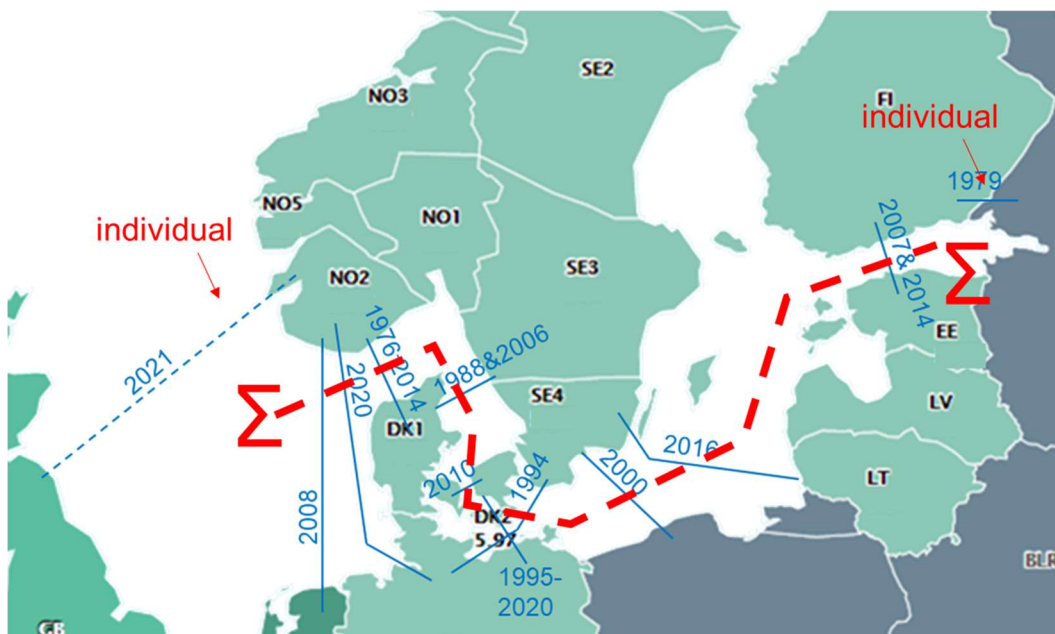 SE2
NO3
FI
individual
1979
NO5
NO1
individual
NO2
SE3
2007& 2014
Σ
EE
2021
1976-2014
2020
1988&2006
Σ
SE4
DK1
LV
2016
2010
1994
2000
LT
2008
DK2
5.97
BLR
1995-
2020
GB